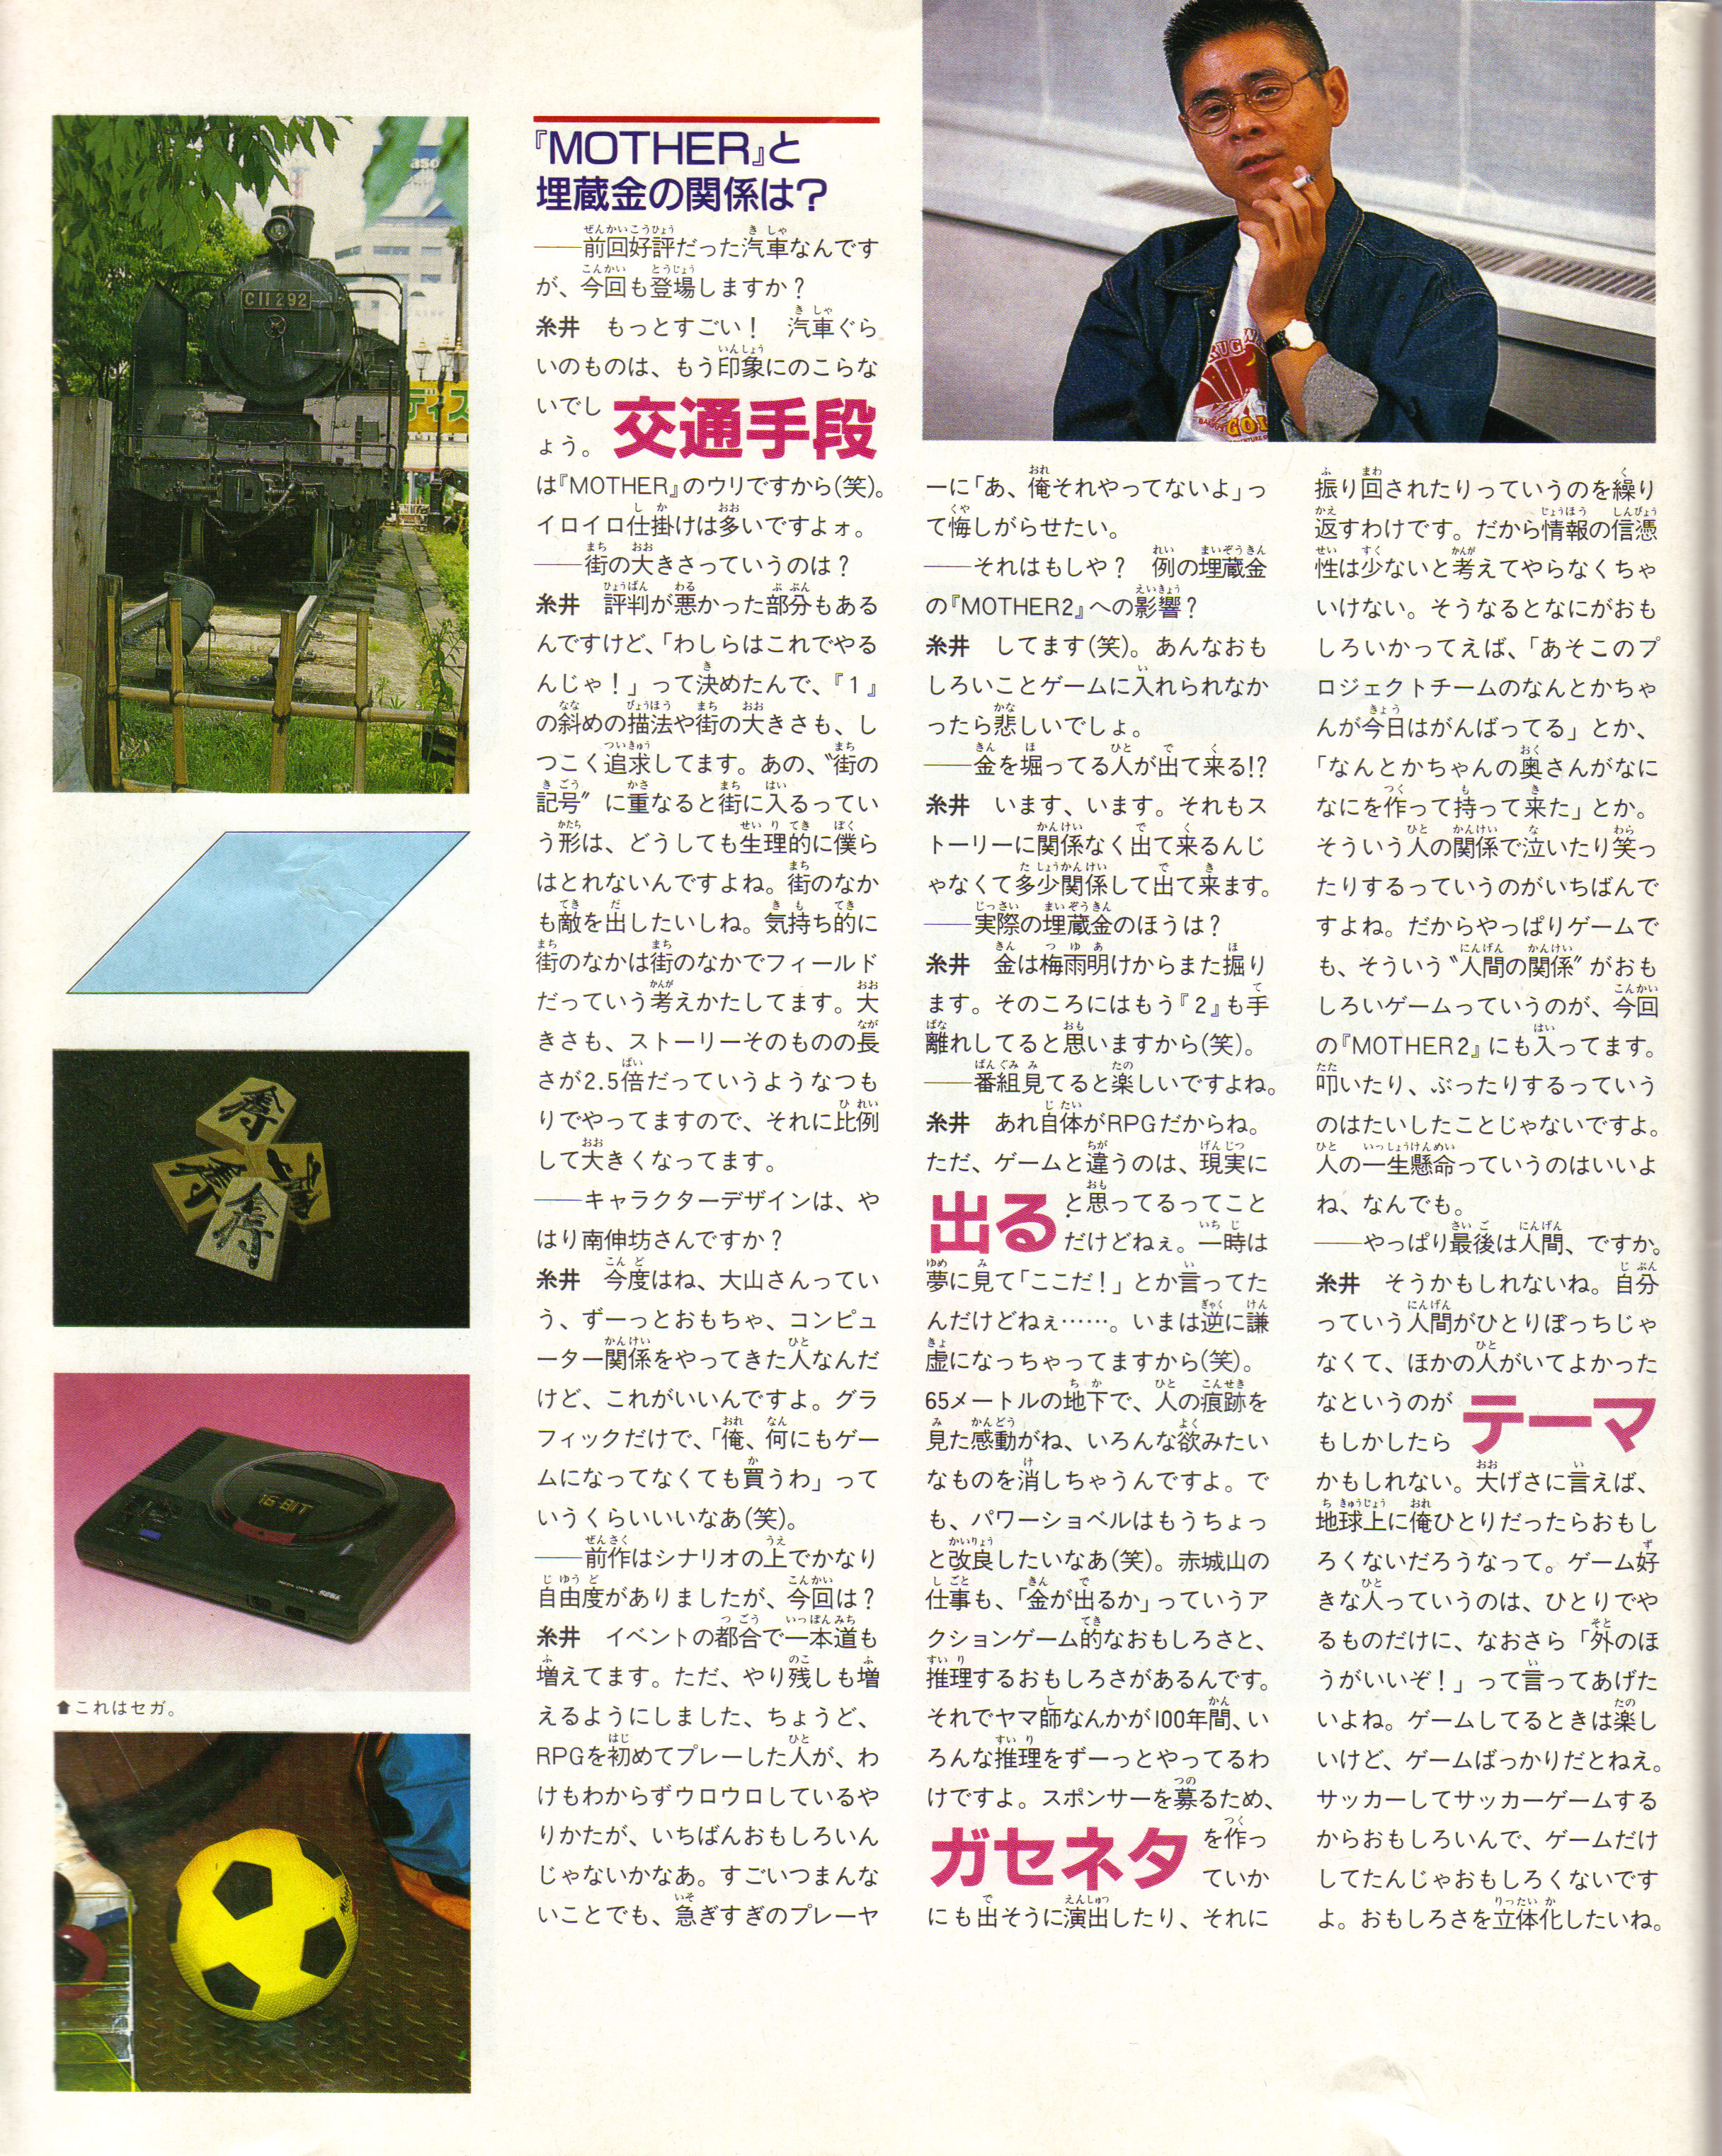 『MOTHER』と
埋蔵金の関係は?
──前回好評だった汽車なんです
が、今回も登場しますか?
糸井　もっとすごい!　汽車ぐら
いのものは、もう印象にのこらな
いでし
ょう。
交通手段
は『MOTHER』のウリですから(笑)。
イロイロ仕掛けは多いですよォ。
──街の大きさっていうのは?
糸井　評判が悪かった部分もある
んですけど、「わしらはこれでやる
んじゃ!」って決めたんで、『1』
の斜めの描法や街の大きさも、し
つこく追求してます。あの、〝街の
記号〟に重なると街に入るってい
う形は、どうしても生理的に僕ら
はとれないんですよね。街のなか
も敵を出したいしね。気持ち的に
街のなかは街のなかでフィールド
だっていう考えかたしてます。大
きさも、ストーリーそのものの長
さが2.5倍だっていうようなつも
りでやってますので、それに比例
して大きくなってます。
──キャラクターデザインは、や
はり南伸坊さんですか?
糸井　今度はね、大山さんってい
う、ずーっとおもちゃ、コンピュ
ーター関係をやってきた人なんだ
けど、これがいいんですよ。グラ
フィックだけで、「俺、何にもゲー
ムになってなくても買うわ」って
いうくらいいいなあ(笑)。
──前作はシナリオの上でかなり
自由度がありましたが、今回は?
糸井　イベントの都合で一本道も
増えてます。ただ、やり残しも増
えるようにしました、ちょうど、
RPGを初めてプレーした人が、わ
けもわからずウロウロしているや
りかたが、いちばんおもしろいん
じゃないかなあ。すごいつまんな
いことでも、急ぎすぎのプレーヤ
ーに「あ、俺それやってないよ」っ
て悔しがらせたい。
──それはもしや?　例の埋蔵金
の『MOTHER2』への影響?
糸井　してます(笑)。あんなおも
しろいことゲームに入れられなか
ったら悲しいでしょ。
──金を掘ってる人が出て来る!?
糸井　います、います。それもス
トーリーに関係なく出て来るんじ
ゃなくて多少関係して出て来ます。
──実際の埋蔵金のほうは?
糸井　金は梅雨明けからまた掘り
ます。そのころにはもう『2』も手
離れしてると思いますから(笑)。
──番組見てると楽しいですよね。
糸井　あれ自体がRPGだからね。
ただ、ゲームと違うのは、現実に
出る
と思ってるってこと
だけどねぇ。一時は
夢に見て「ここだ!」とか言ってた
んだけどねぇ……。いまは逆に謙
虚になっちゃってますから(笑)。
65メートルの地下で、人の痕跡を
見た感動がね、いろんな欲みたい
なものを消しちゃうんですよ。で
も、パワーショベルはもうちょっ
と改良したいなあ(笑)。赤城山の
仕事も、「金が出るか」っていうア
クションゲーム的なおもしろさと、
推理するおもしろさがあるんです。
それでヤマ師なんかが100年間、い
ろんな推理をずーっとやってるわ
けですよ。スポンサーを募るため、
ガセネタ
を作っ
ていか
にも出そうに演出したり、それに
振り回されたりっていうのを繰り
返すわけです。だから情報の信憑
性は少ないと考えてやらなくちゃ
いけない。そうなるとなにがおも
しろいかってえば、「あそこのプ
ロジェクトチームのなんとかちゃ
んが今日はがんばってる」とか、
「なんとかちゃんの奥さんがなに
なにを作って持って来た」とか。
そういう人の関係で泣いたり笑っ
たりするっていうのがいちばんで
すよね。だからやっぱりゲームで
も、そういう〝人間の関係〟がおも
しろいゲームっていうのが、今回
の『MOTHER2』にも入ってます。
叩いたり、ぶったりするっていう
のはたいしたことじゃないですよ。
人の一生懸命っていうのはいいよ
ね、なんでも。
──やっぱり最後は人間、ですか。
糸井　そうかもしれないね。自分
っていう人間がひとりぼっちじゃ
なくて、ほかの人がいてよかった
なというのが
もしかしたら
テーマ
かもしれない。大げさに言えば、
地球上に俺ひとりだったらおもし
ろくないだろうなって。ゲーム好
きな人っていうのは、ひとりでや
るものだけに、なおさら「外のほ
うがいいぞ!」って言ってあげた
いよね。ゲームしてるときは楽し
いけど、ゲームばっかりだとねえ。
サッカーしてサッカーゲームする
からおもしろいんで、ゲームだけ
してたんじゃおもしろくないです
よ。おもしろさを立体化したいね。
C11 292
ディス
16-BIT
SEGA
⬆これはセガ。